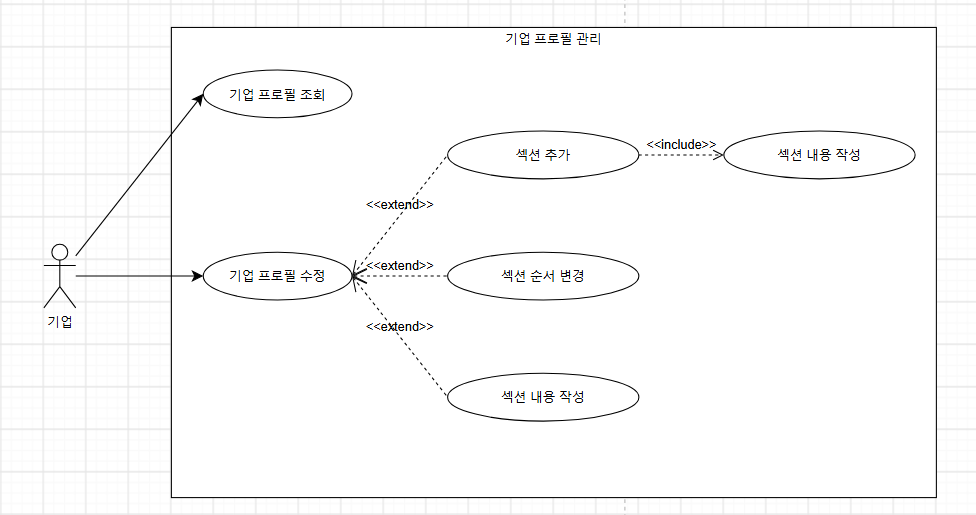 기업 프로필 관리
기업 프로필 조회
섹션 추가
<<include>>
섹션 내용 작성
<<extend>>
기업 프로필 수정
<<extend>>
섹션 순서 변경
기업
<<extend>>
섹션 내용 작성